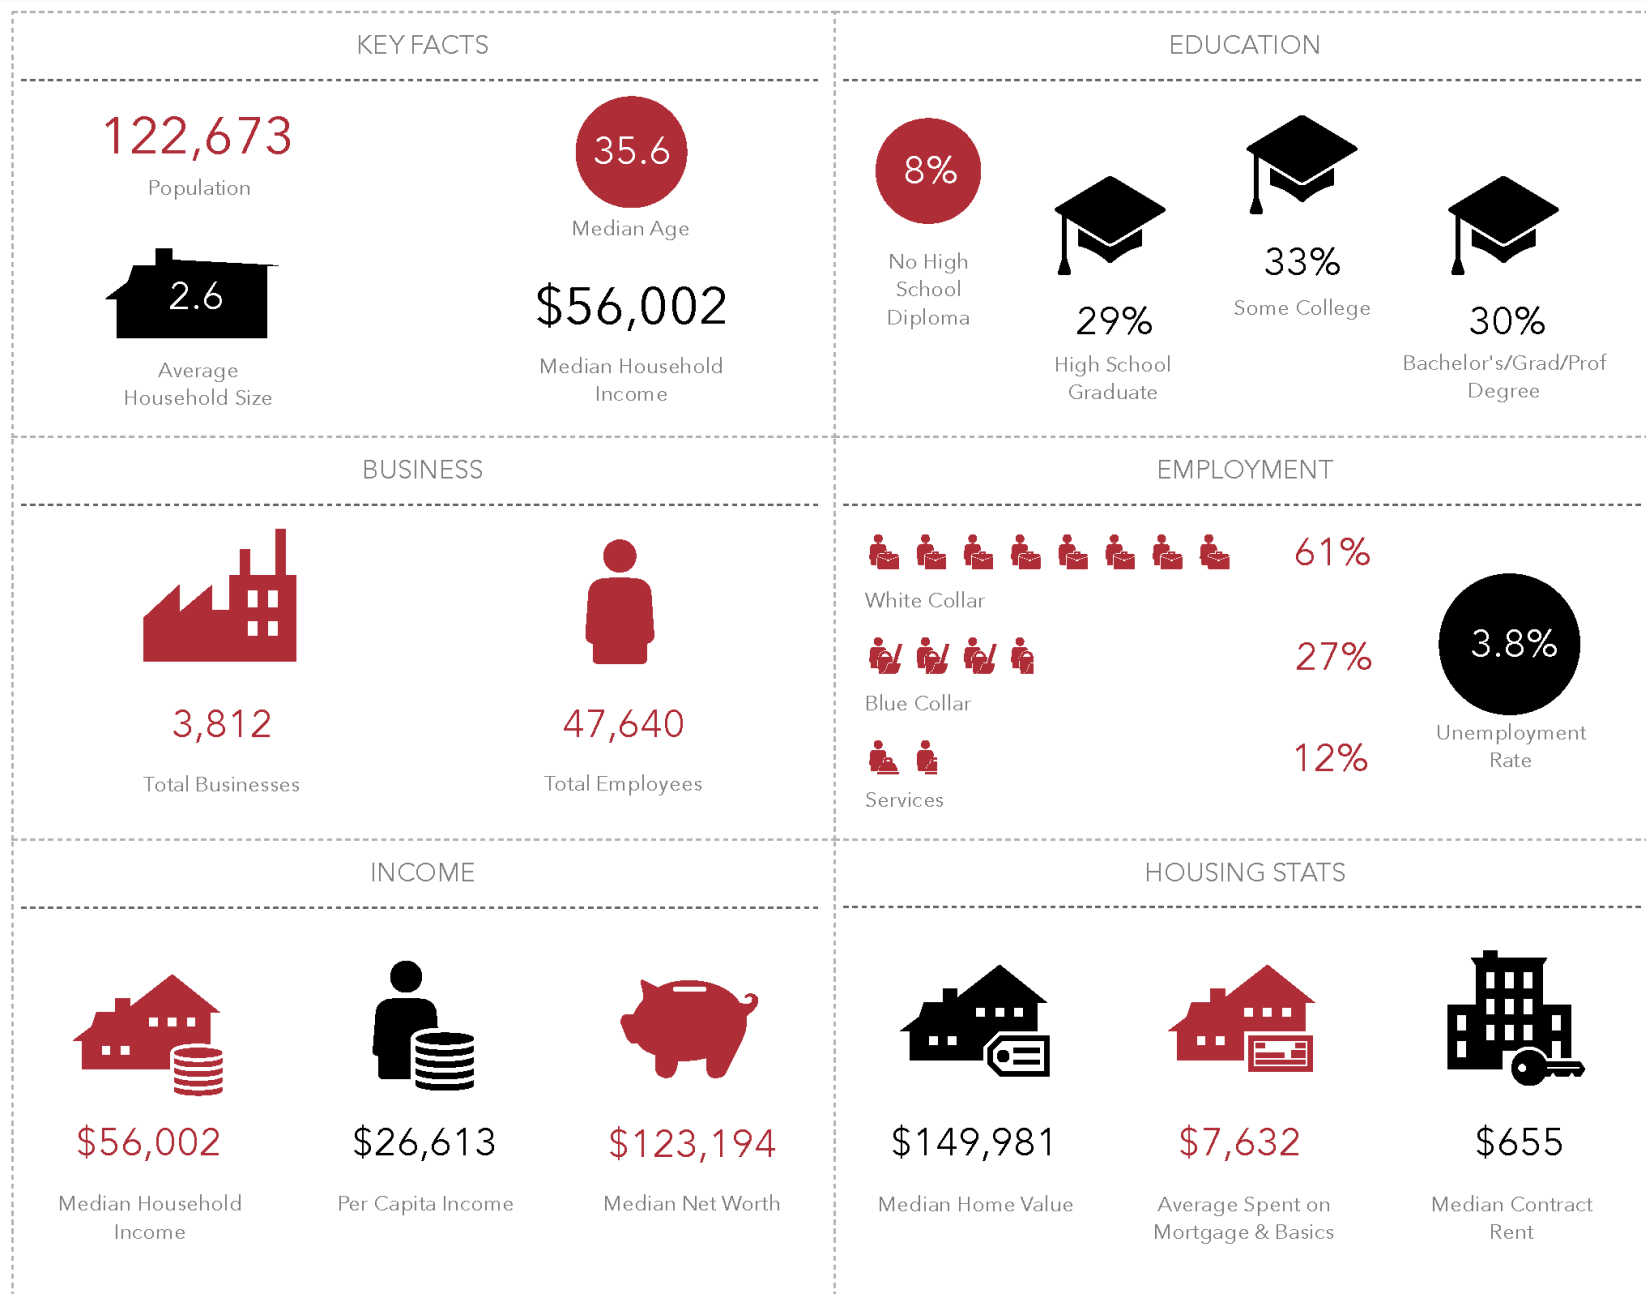 KEY FACTS
122,673
Population
35.6
Median Age
2.6
Average
Household Size
$56,002
Median Household
Income
EDUCATION
8%
No High
School
Diploma
29%
High School
Graduate
33%
Some College
30%
Bachelor's/Grad/Prof
Degree
BUSINESS
3,812
Total Businesses
47,640
Total Employees
EMPLOYMENT
61%
White Collar
27%
Blue Collar
12%
Services
3.8%
Unemployment
Rate
INCOME
$56,002
Median Household
Income
$26,613
Per Capita Income
$123,194
Median Net Worth
HOUSING STATS
$149,981
Median Home Value
$7,632
Average Spent on
Mortgage & Basics
$655
Median Contract
Rent